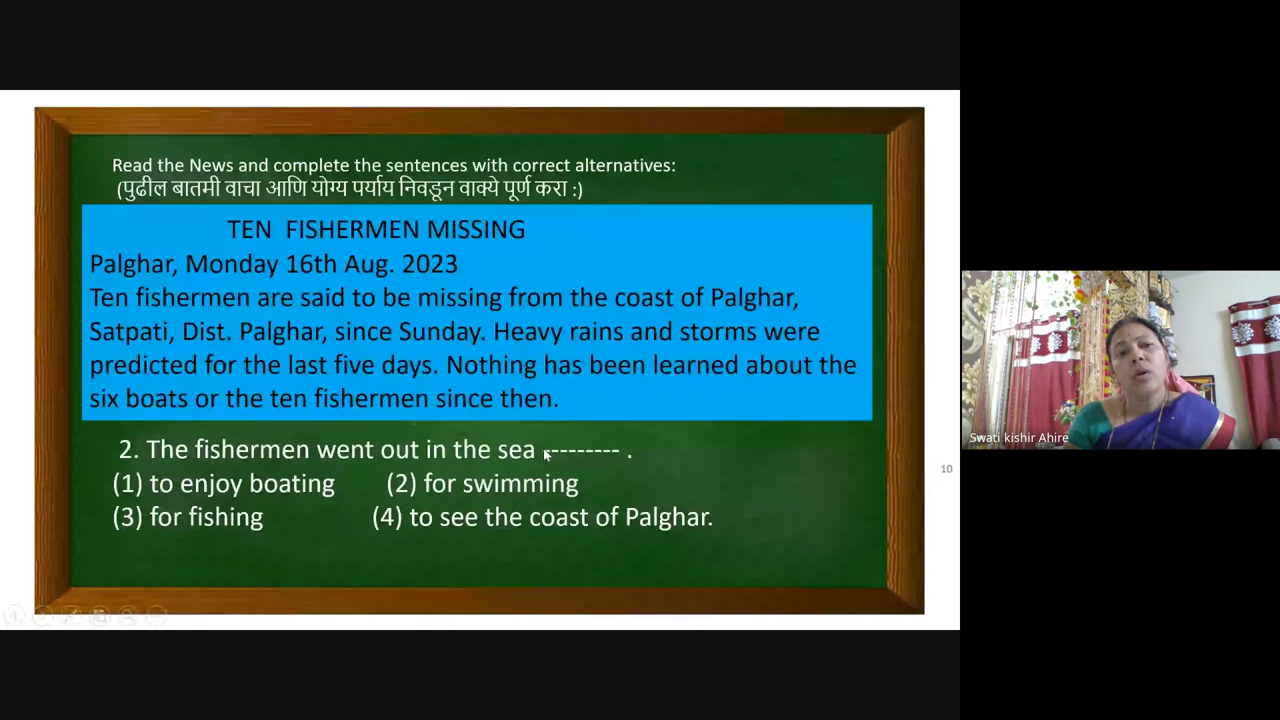 Read the News and complete the sentences with correct alternatives:
(पुढील बातमी वाचा आणि योग्य पर्याय निवडून वाक्ये पूर्ण करा :)
TEN FISHERMEN MISSING
Palghar, Monday 16th Aug. 2023
Ten fishermen are said to be missing from the coast of Palghar,
Satpati, Dist. Palghar, since Sunday. Heavy rains and storms were
predicted for the last five days. Nothing has been learned about the
six boats or the ten fishermen since then.
2. The fishermen went out in the sea --------- .
(1) to enjoy boating (2) for swimming
(3) for fishing (4) to see the coast of Palghar.
10
Swati kishir Ahire